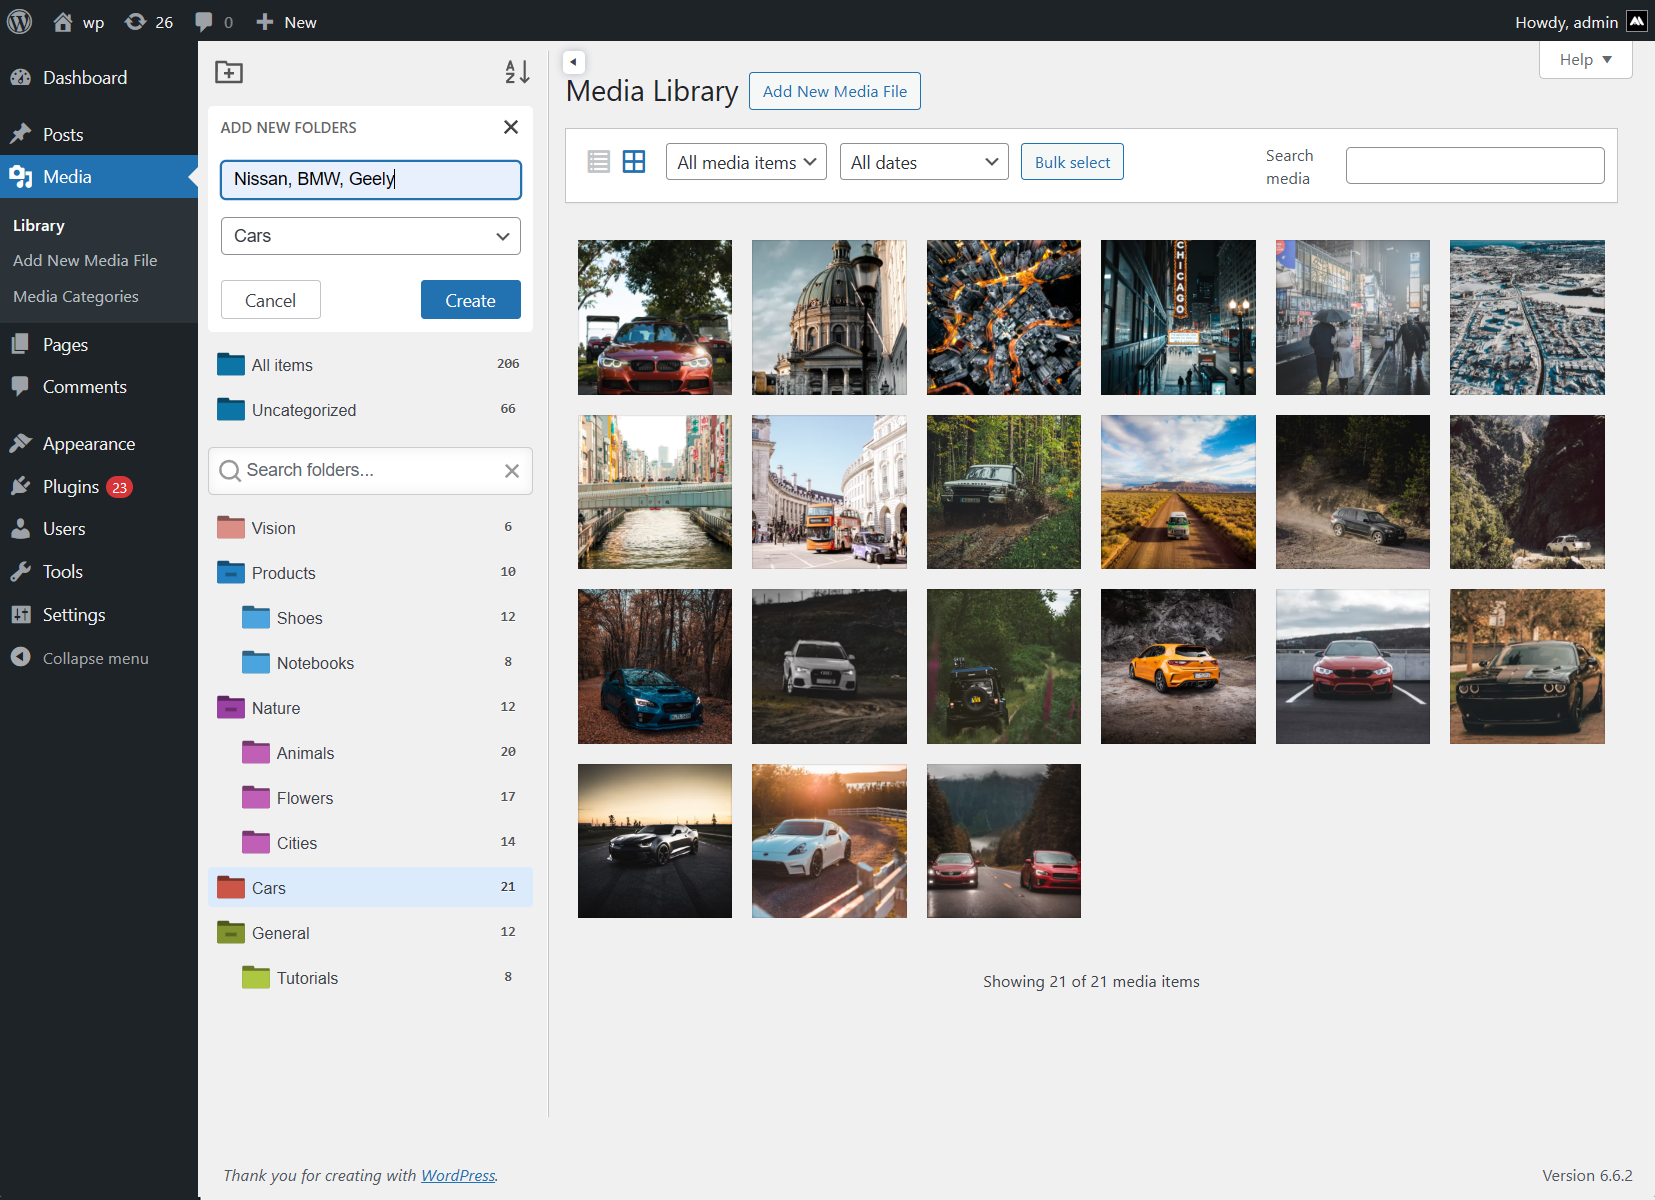 wp
26
0
New
Howdy, admin
Dashboard
Posts
Media
Library
Add New Media File
Media Categories
Pages
Comments
Appearance
Plugins 23
Users
Tools
Settings
Collapse menu
A
Z
ADD NEW FOLDERS
Nissan, BMW, Geely
Cars
Cancel
Create
All items 206
Uncategorized 66
Search folders...
Vision 6
Products 10
Shoes 12
Notebooks 8
Nature 12
Animals 20
Flowers 17
Cities 14
Cars 21
General 12
Tutorials 8
Help
Media Library
Add New Media File
All media items
All dates
Bulk select
Search
media
CHICAGO
Showing 21 of 21 media items
Thank you for creating with WordPress.
Version 6.6.2